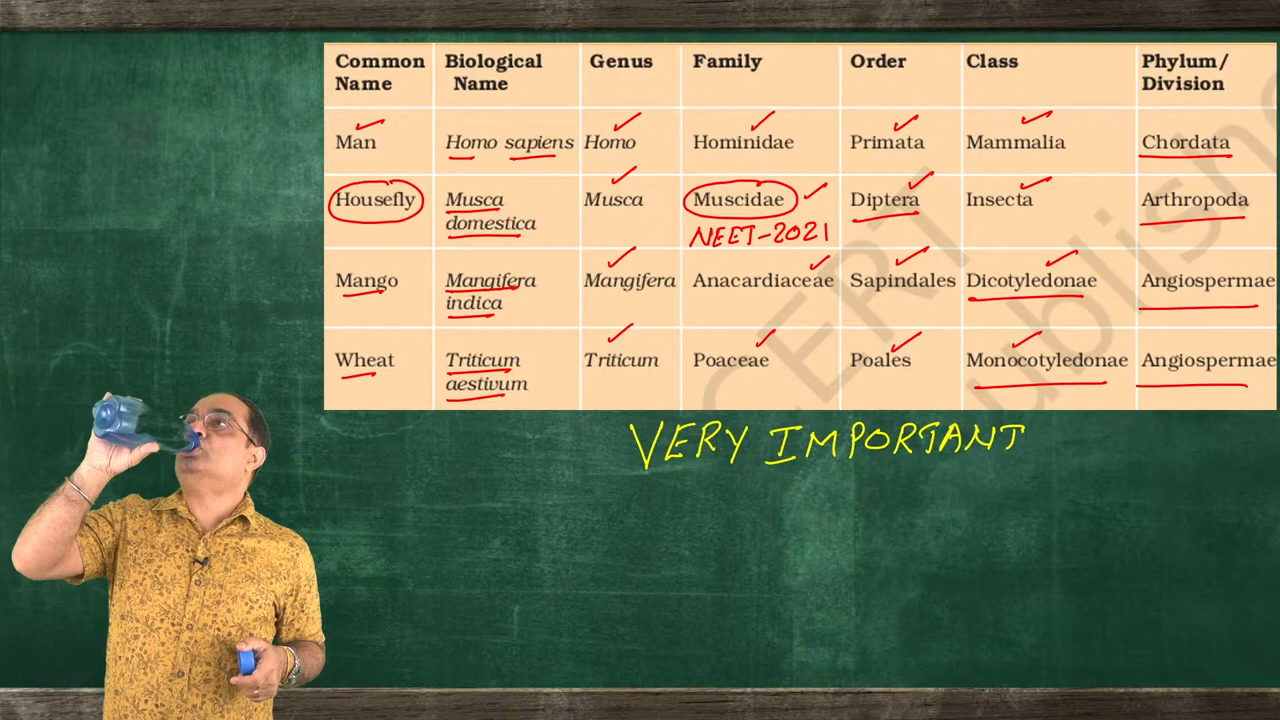 Common Name Biological Name Genus Family Order Class Phylum/ Division
Man Homo sapiens Homo Hominidae Primata Mammalia Chordata
Housefly Musca domestica Musca Muscidae Diptera Insecta Arthropoda
NEET-2021
Mango Mangifera indica Mangifera Anacardiaceae Sapindales Dicotyledonae Angiospermae
Wheat Triticum aestivum Triticum Poaceae Poales Monocotyledonae Angiospermae
VERY IMPORTANT